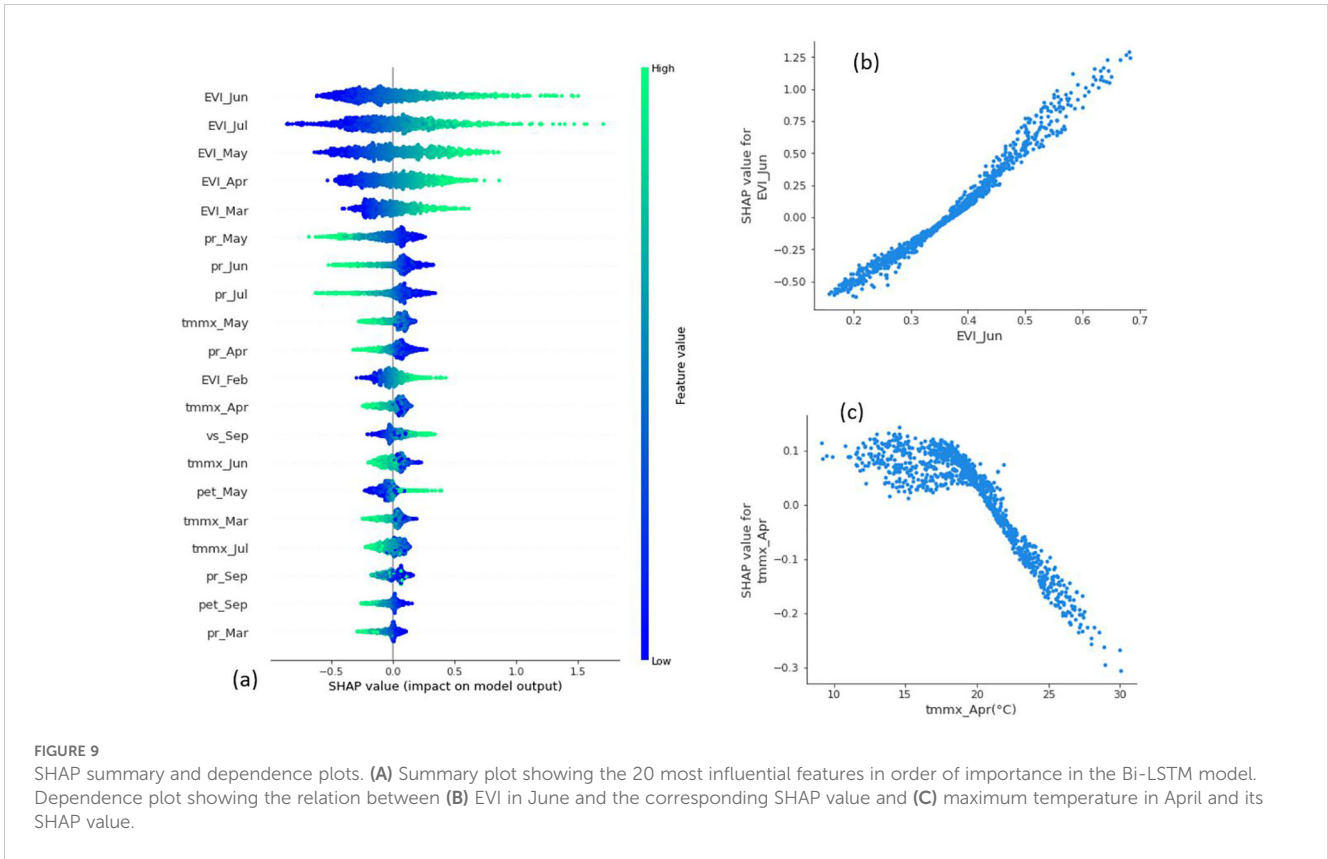 High
EVI_Jun
EVI_Jul
EVI_May
EVI_Apr
EVI_Mar
pr_May
pr_Jun
pr_Jul
tmmx_May
pr_Apr
EVI_Feb
tmmx_Apr
vs_Sep
tmmx_Jun
pet_May
tmmx_Mar
tmmx_Jul
pr_Sep
pet_Sep
pr_Mar
Feature value
Low
−0.5 0.0 0.5 1.0 1.5
(a) SHAP value (impact on model output)
(b)
1.25
1.00
0.75
0.50
0.25
0.00
−0.25
−0.50
SHAP value for
EVI_Jun
0.2 0.3 0.4 0.5 0.6 0.7
EVI_Jun
(c)
0.1
0.0
−0.1
−0.2
−0.3
SHAP value for
tmmx_Apr
10 15 20 25 30
tmmx_Apr(°C)
FIGURE 9
SHAP summary and dependence plots. (A) Summary plot showing the 20 most influential features in order of importance in the Bi-LSTM model.
Dependence plot showing the relation between (B) EVI in June and the corresponding SHAP value and (C) maximum temperature in April and its
SHAP value.